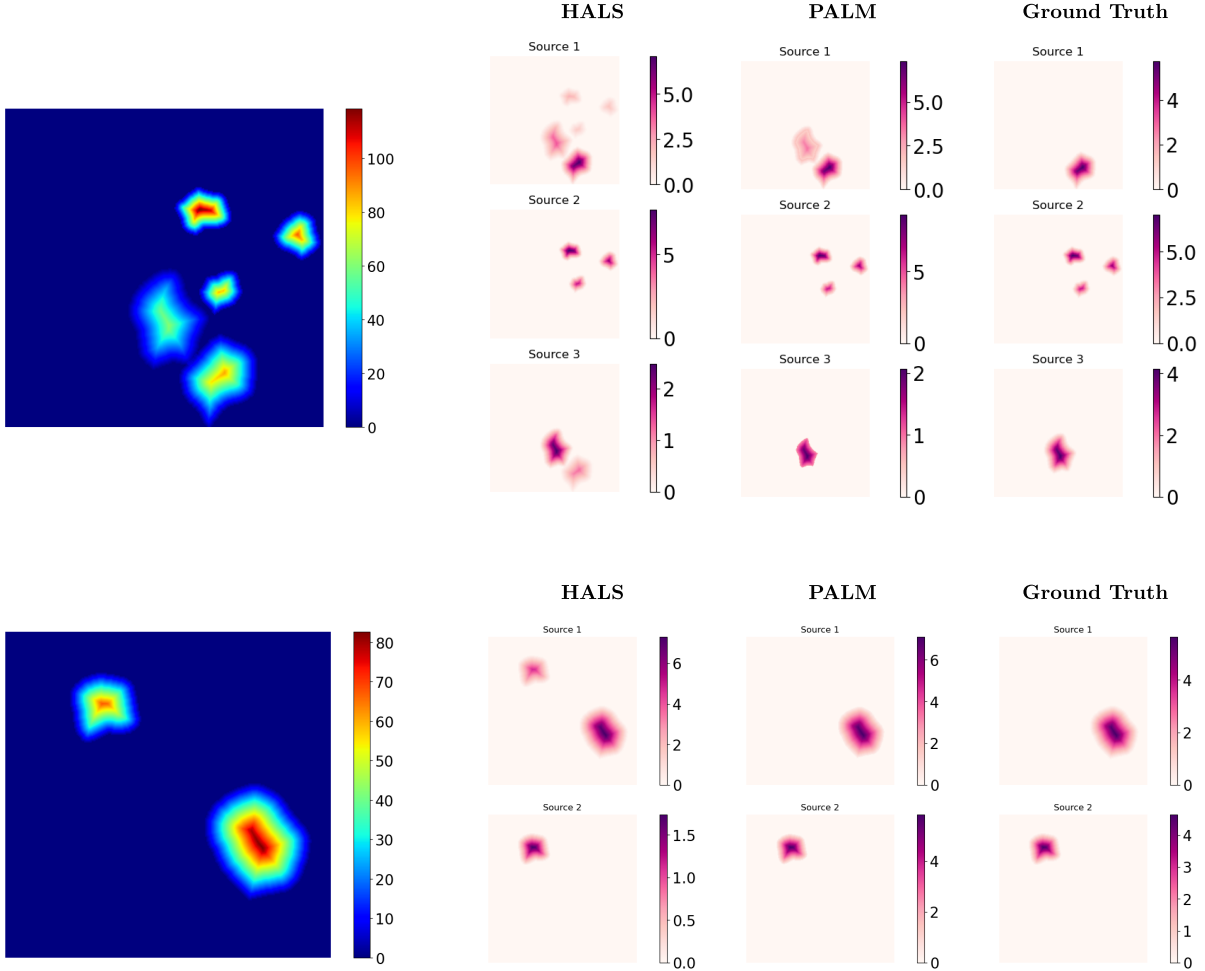 HALS PALM Ground Truth
Source 1 Source 1 Source 1
5.0 5.0 4
2.5 2.5 2
0.0 0.0 0
100
80
60
40
20
0
Source 2 Source 2 Source 2
5 5 5.0
2.5
0 0 0.0
Source 3 Source 3 Source 3
2 2 4
1 1 2
0 0 0
HALS PALM Ground Truth
Source 1 Source 1 Source 1
6 6 4
4 4 2
2 2
0 0 0
80
70
60
50
40
30
20
10
0
Source 2 Source 2 Source 2
1.5 4 4
1.0 2 3
0.5 2
1
0.0 0 0